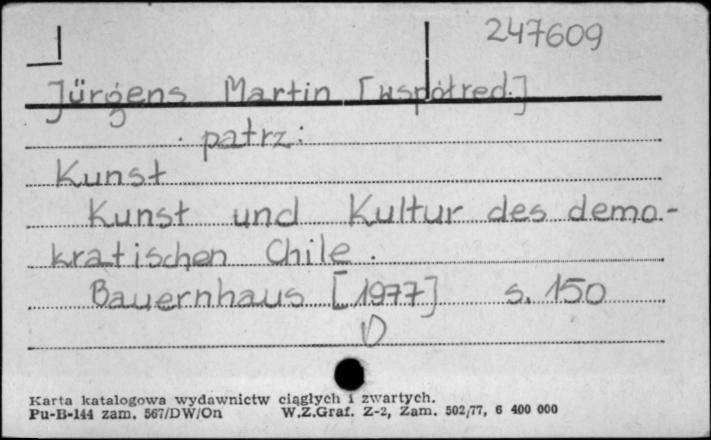 247609
Jürgens Martin [współred.]
patrz:
Kunst
Kunst und Kultur des demo-
kratischen Chile.
Bauernhaus [1977] s. 150
Karta katalogowa wydawnictw ciągłych i zwartych.
Pu-B-144 zam. 567/DW/On W.Z.Graf. Z-2, Zam. 502/77, 6 400 000